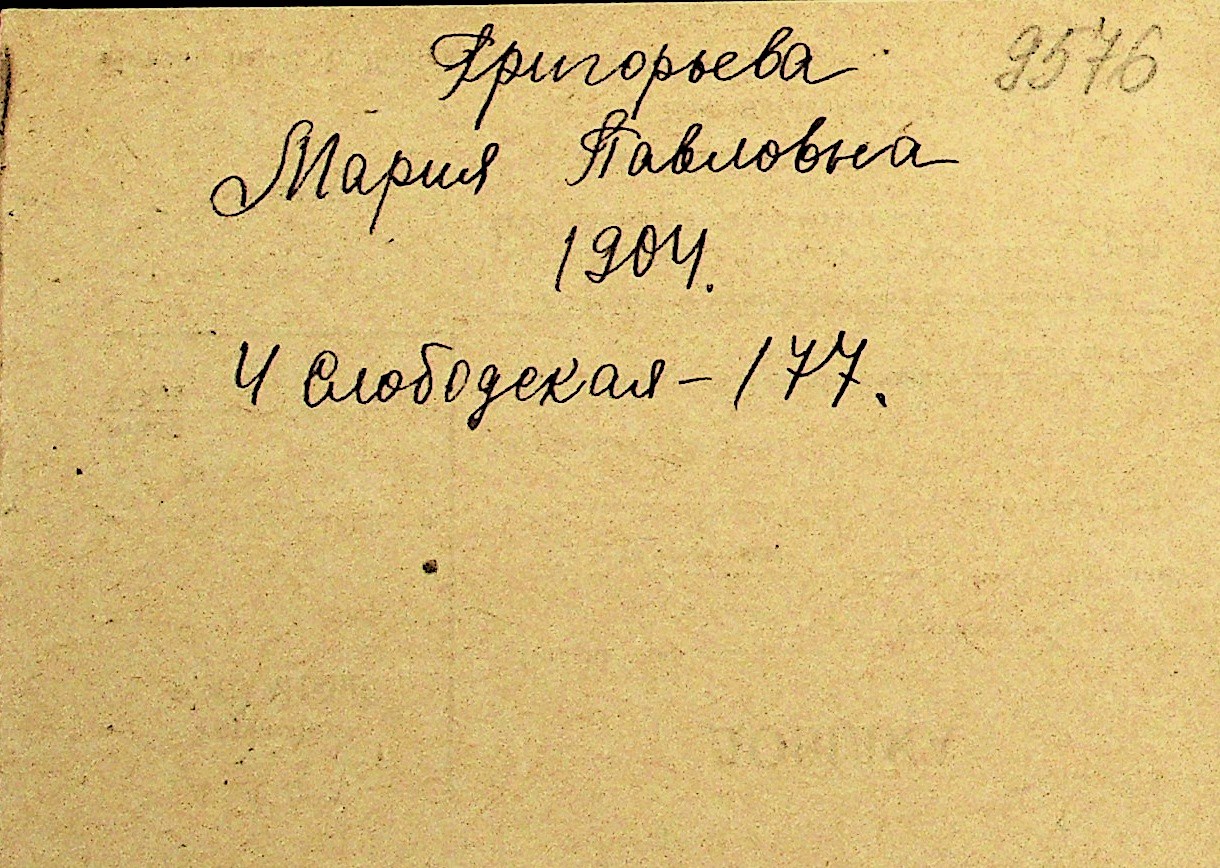 Григорьева 9576
Мария Павловна
1904.
4 Слободская – 177.